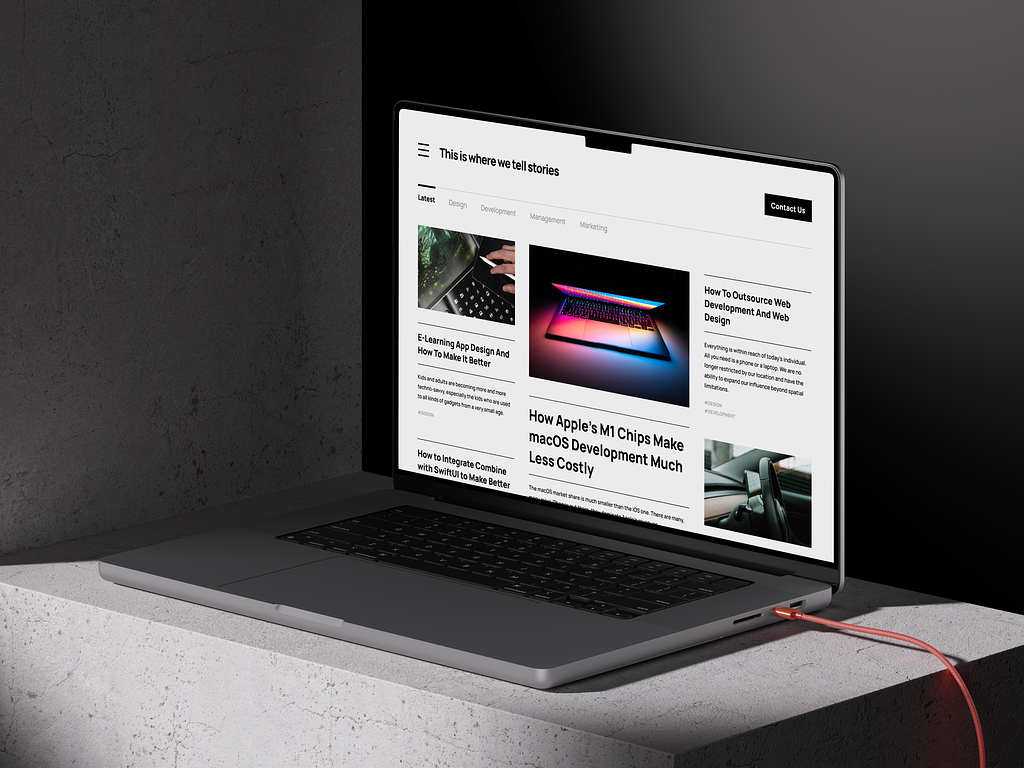 This is where we tell stories
Contact Us
Latest
Design
Development
Management
Marketing
E-Learning App Design And
How To Make It Better
Kids and adults are becoming more and more
techno-savvy, especially the kids who are used
to all kinds of gadgets from a very small age.
#DESIGN
How to Integrate Combine
with SwiftUI to Make Better
How Apple's M1 Chips Make
macOS Development Much
Less Costly
The macOS market share is much smaller than the iOS one. There are many,
How To Outsource Web
Development And Web
Design
Everything is within reach of today's individual.
All you need is a phone or a laptop. We are no
longer restricted by our location and have the
ability to expand our influence beyond spatial
limitations.
#DESIGN
#DEVELOPMENT